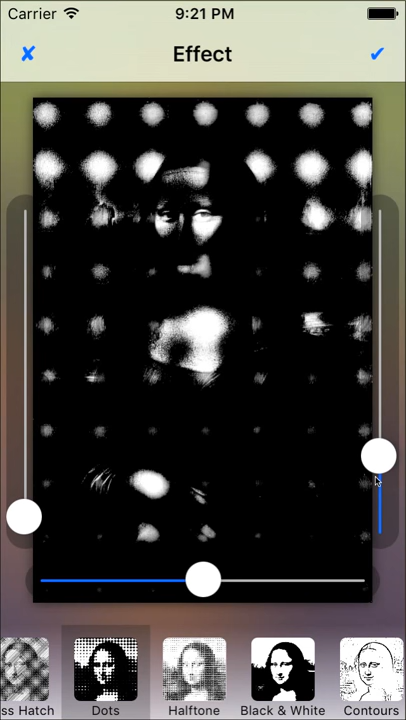 Carrier 9:21 PM
✘ Effect ✔
ss Hatch Dots Halftone Black & White Contours